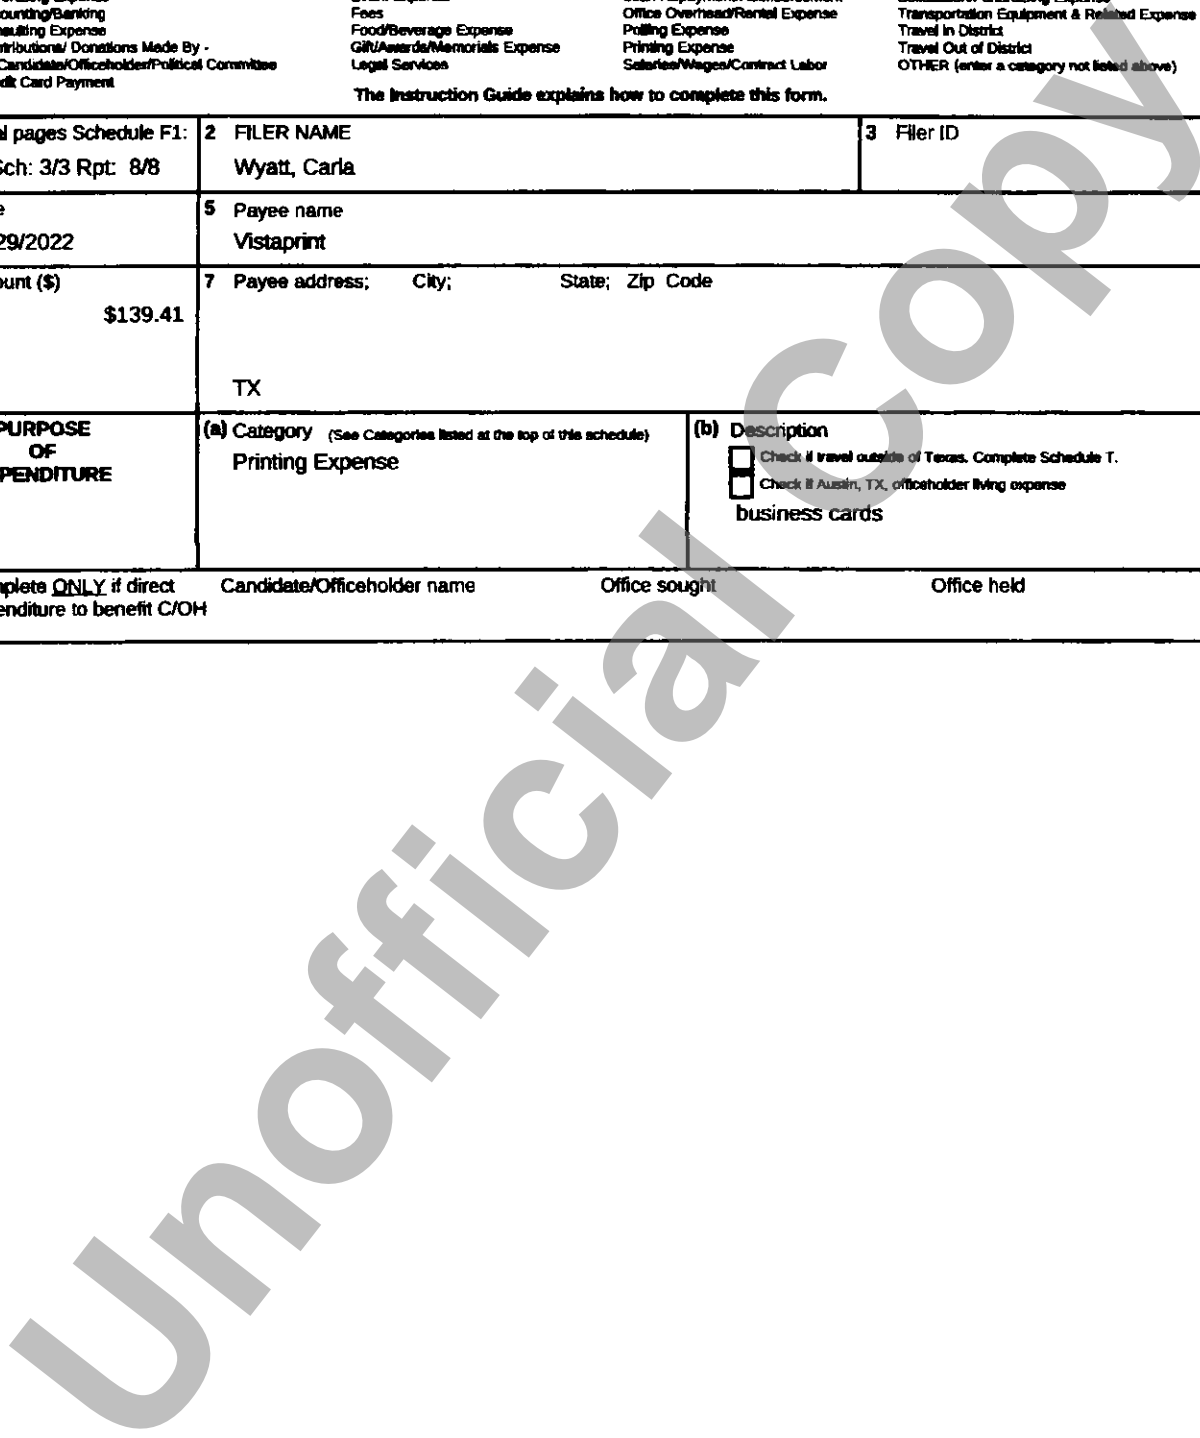 ounting/Banking Fees Office Overhead/Rental Expense Transportation Equipment & Related Expense
nsulting Expense Food/Beverage Expense Polling Expense Travel In District
ntributions/ Donations Made By - Gift/Awards/Memorials Expense Printing Expense Travel Out of District
Candidate/Officeholder/Political Committee Legal Services Salaries/Wages/Contract Labor OTHER (enter a category not listed above)
dit Card Payment
The Instruction Guide explains how to complete this form.
l pages Schedule F1: 2 FILER NAME 3 Filer ID
Sch: 3/3 Rpt: 8/8 Wyatt, Carla
e 5 Payee name
29/2022 Vistaprint
ount ($) 7 Payee address; City; State; Zip Code
$139.41
TX
PURPOSE (a) Category (See Categories listed at the top of this schedule) (b) Description
OF Printing Expense Check if travel outside of Texas. Complete Schedule T.
PENDITURE Check if Austin, TX, officeholder living expense
business cards
mplete ONLY if direct Candidate/Officeholder name Office sought Office held
enditure to benefit C/OH
Unofficial Copy